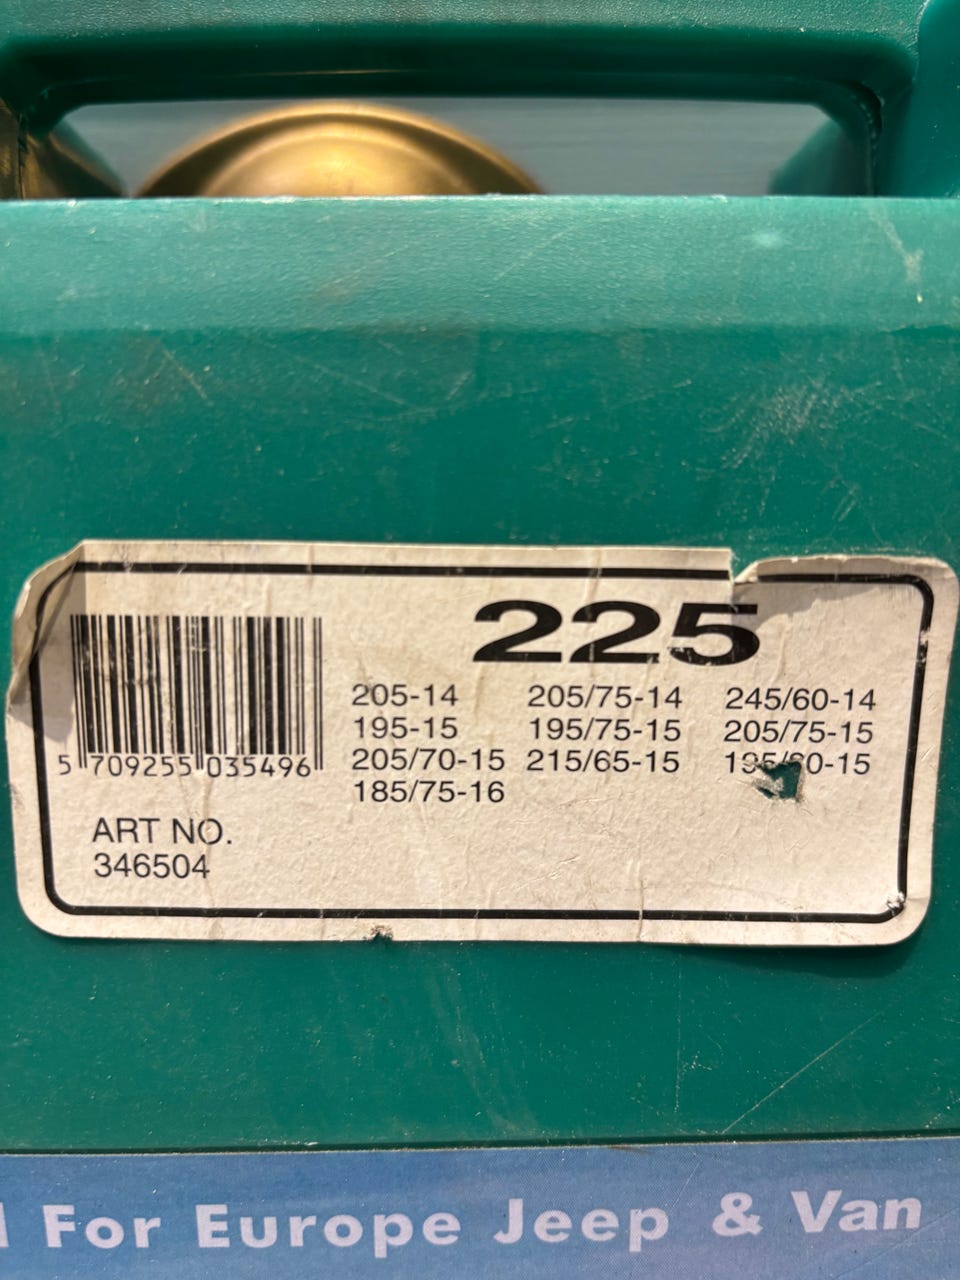 225
205-14 205/75-14 245/60-14
195-15 195/75-15 205/75-15
205/70-15 215/65-15
185/75-16
5 709255 035496
ART NO.
346504
For Europe Jeep & Van